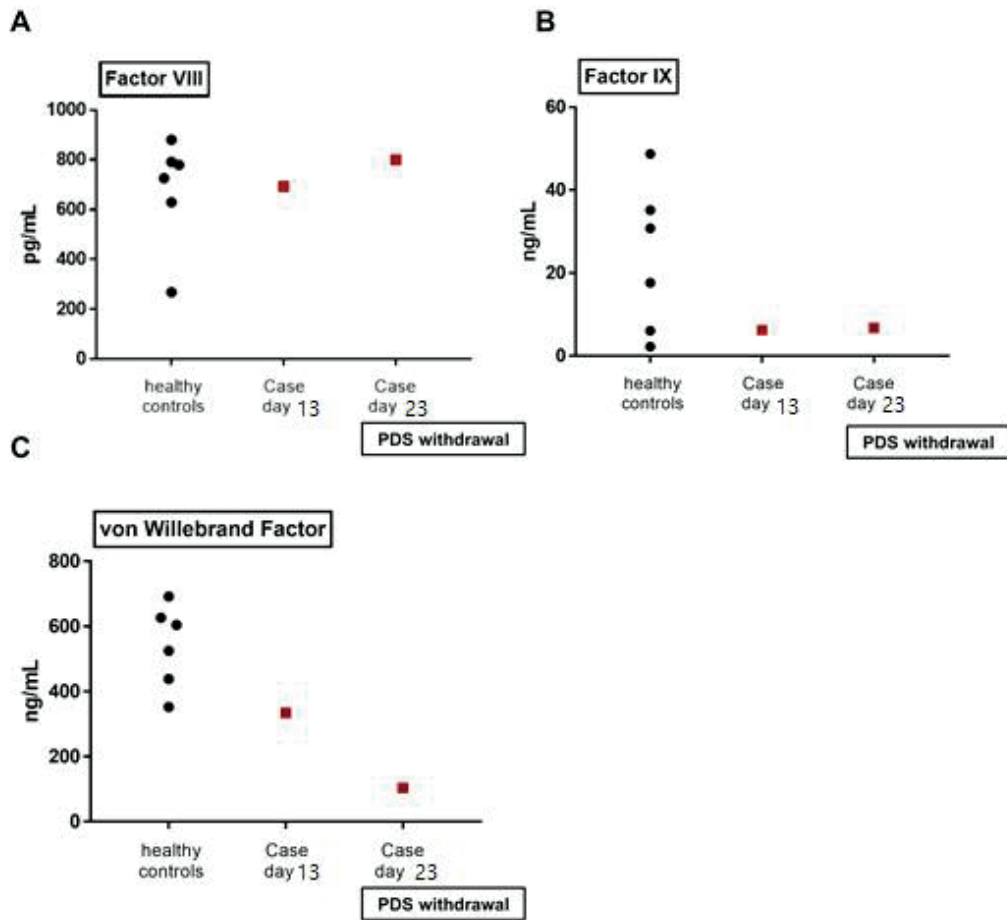 A
Factor VIII
1000
800
600
400
200
0
pg/mL
healthy
controls
Case
day 13
Case
day 23
PDS withdrawal
B
Factor IX
60
40
20
0
ng/mL
healthy
controls
Case
day 13
Case
day 23
PDS withdrawal
C
von Willebrand Factor
800
600
400
200
0
ng/mL
healthy
controls
Case
day 13
Case
day 23
PDS withdrawal